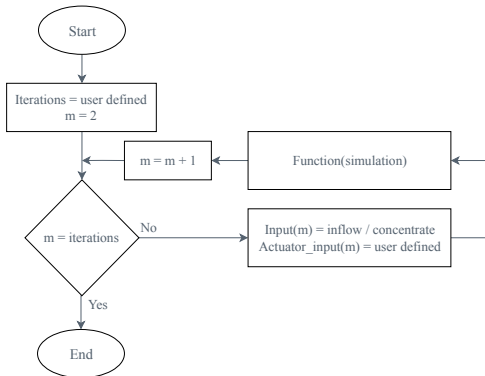 Start
Iterations = user defined
m = 2
m = m + 1
Function(simulation)
m = iterations
No
Input(m) = inflow / concentrate
Actuator_input(m) = user defined
Yes
End